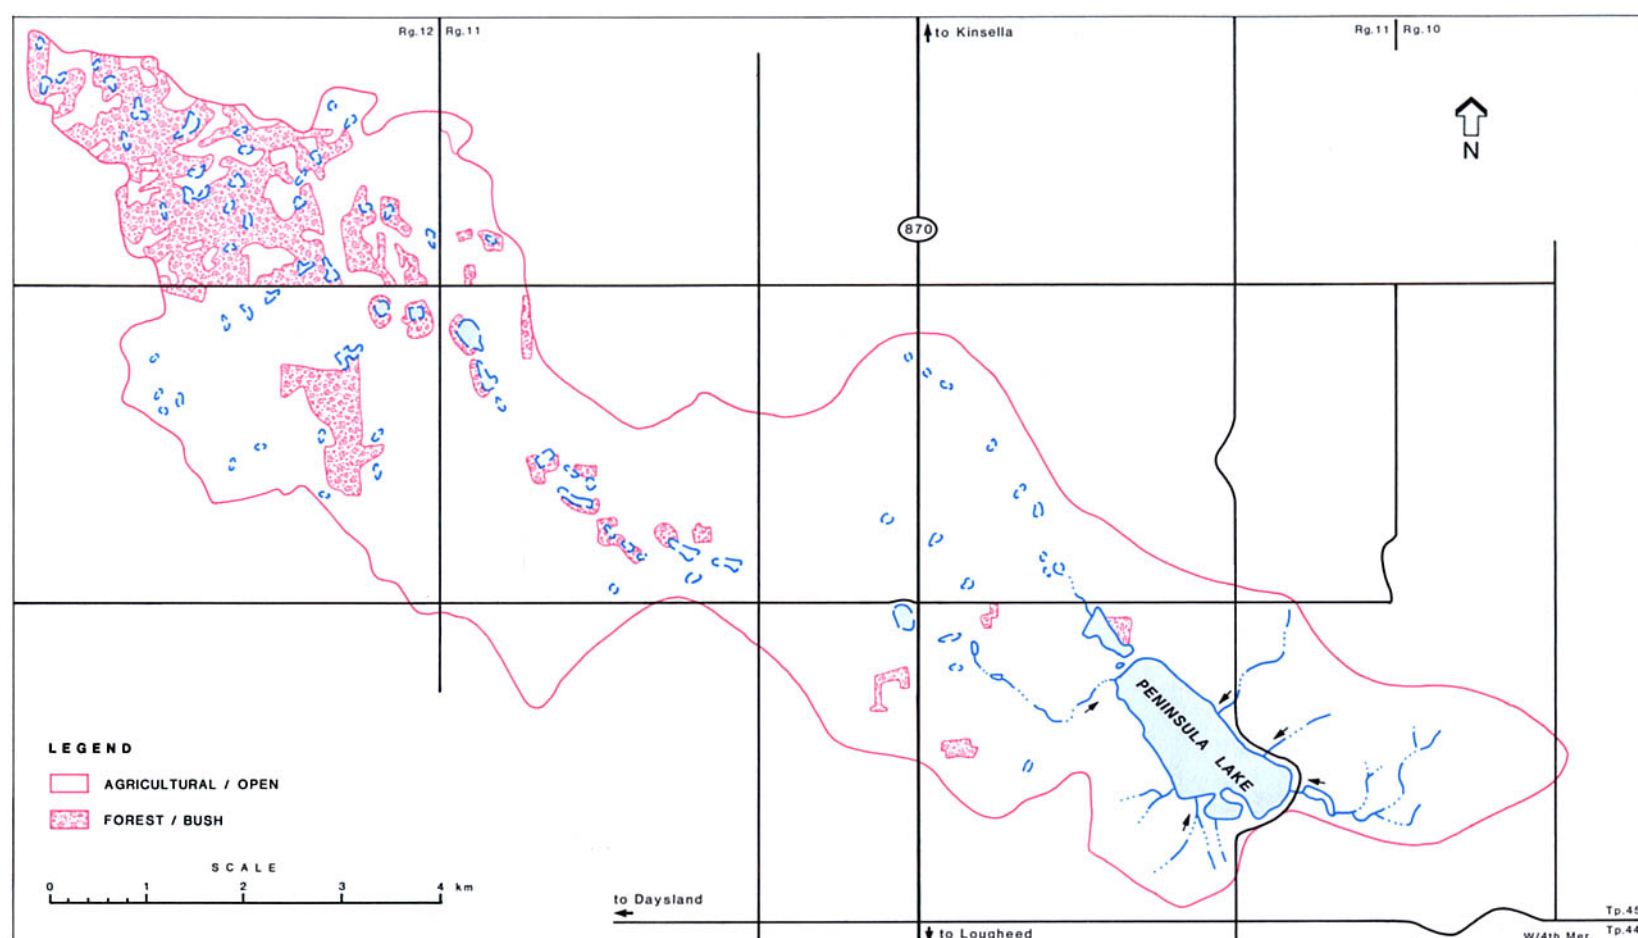 Rg.12 Rg.11
to Kinsella
Rg.11 Rg.10
N
870
PENINSULA LAKE
LEGEND
AGRICULTURAL / OPEN
FOREST / BUSH
SCALE
0 1 2 3 4 km
to Daysland
to Lougheed
Tp.45
Tp.44
W/4th Mer.